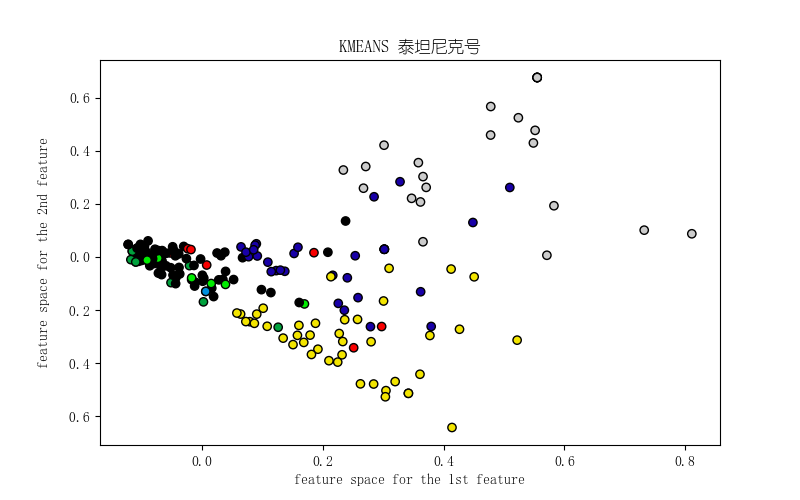 KMEANS 泰坦尼克号
0.6
0.4
0.2
0.0
0.2
0.4
0.6
feature space for the 2nd feature
0.0 0.2 0.4 0.6 0.8
feature space for the 1st feature